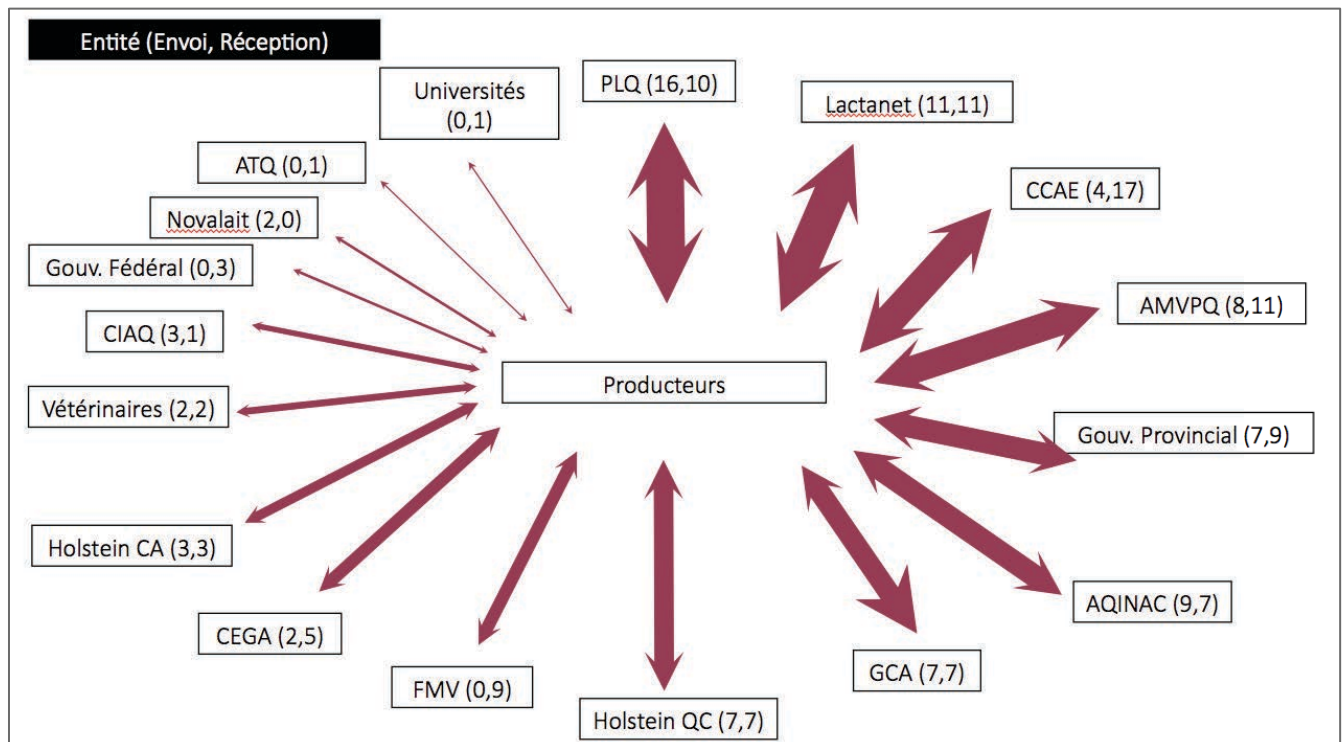 Entité (Envoi, Réception)
PLQ (16,10)
Universités
(0,1)
Lactanet (11,11)
ATQ (0,1)
CCAE (4,17)
Novalait (2,0)
Gouv. Fédéral (0,3)
AMVPQ (8,11)
CIAQ (3,1)
Producteurs
Vétérinaires (2,2)
Gouv. Provincial (7,9)
Holstein CA (3,3)
AQINAC (9,7)
CEGA (2,5)
GCA (7,7)
FMV (0,9)
Holstein QC (7,7)